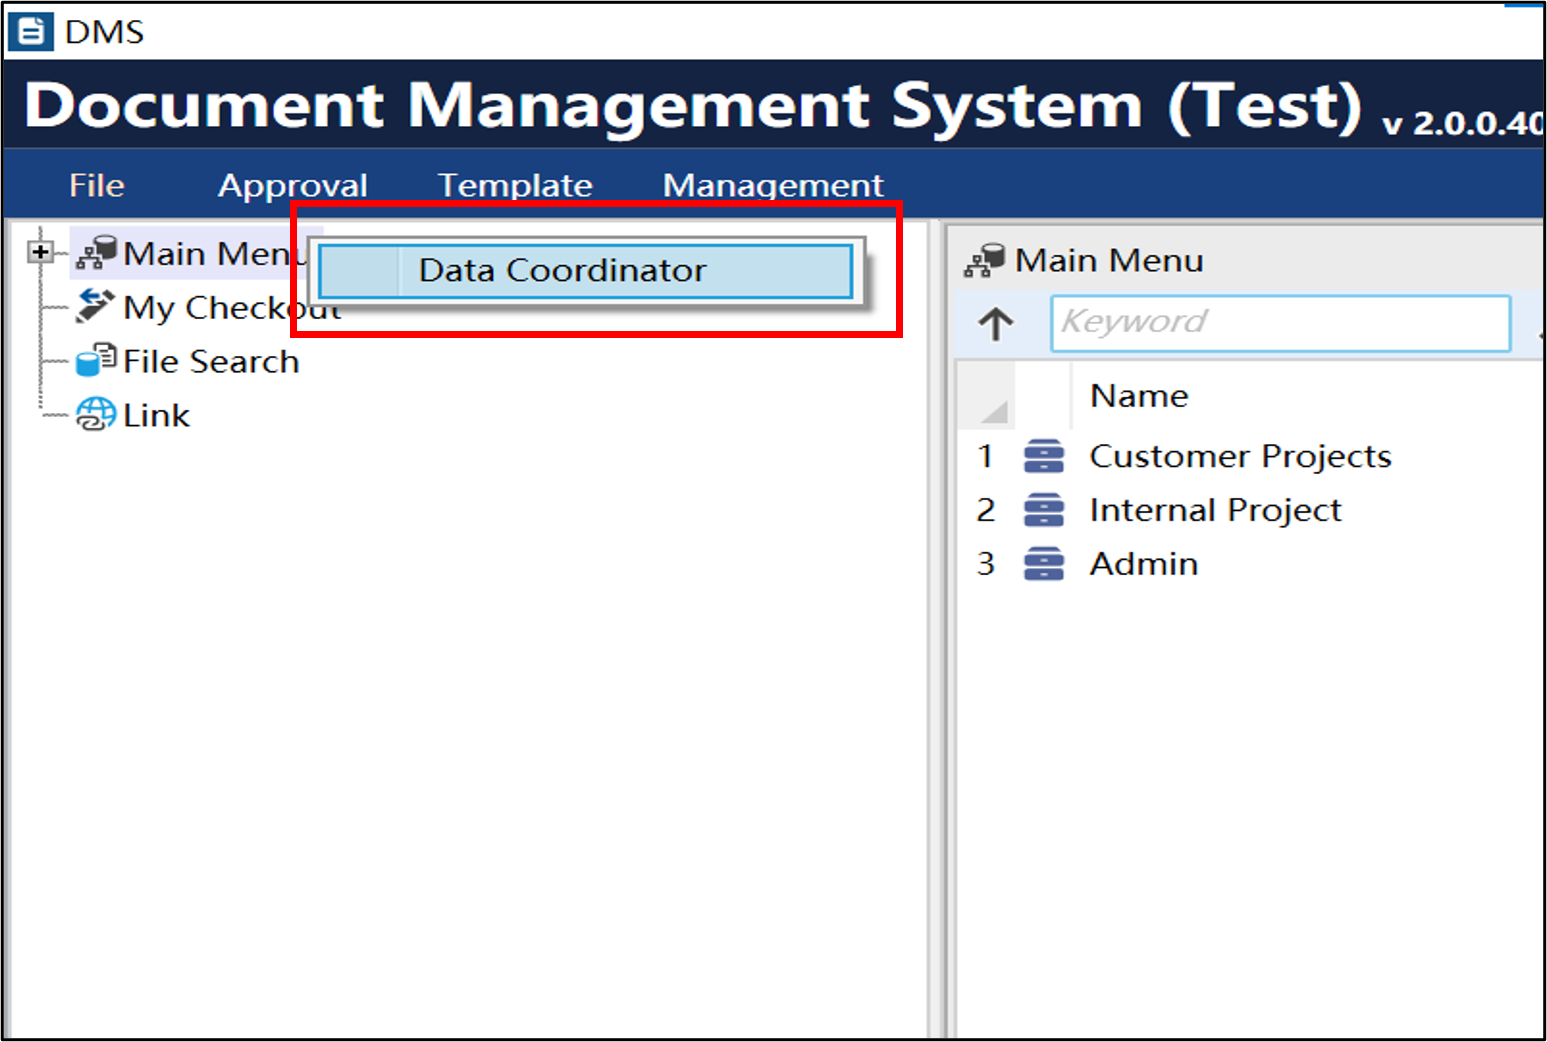 DMS
Document Management System (Test) v 2.0.0.40
File Approval Template Management
Main Menu
Data Coordinator
My Checkout
File Search
Link
Main Menu
Keyword
Name
1 Customer Projects
2 Internal Project
3 Admin